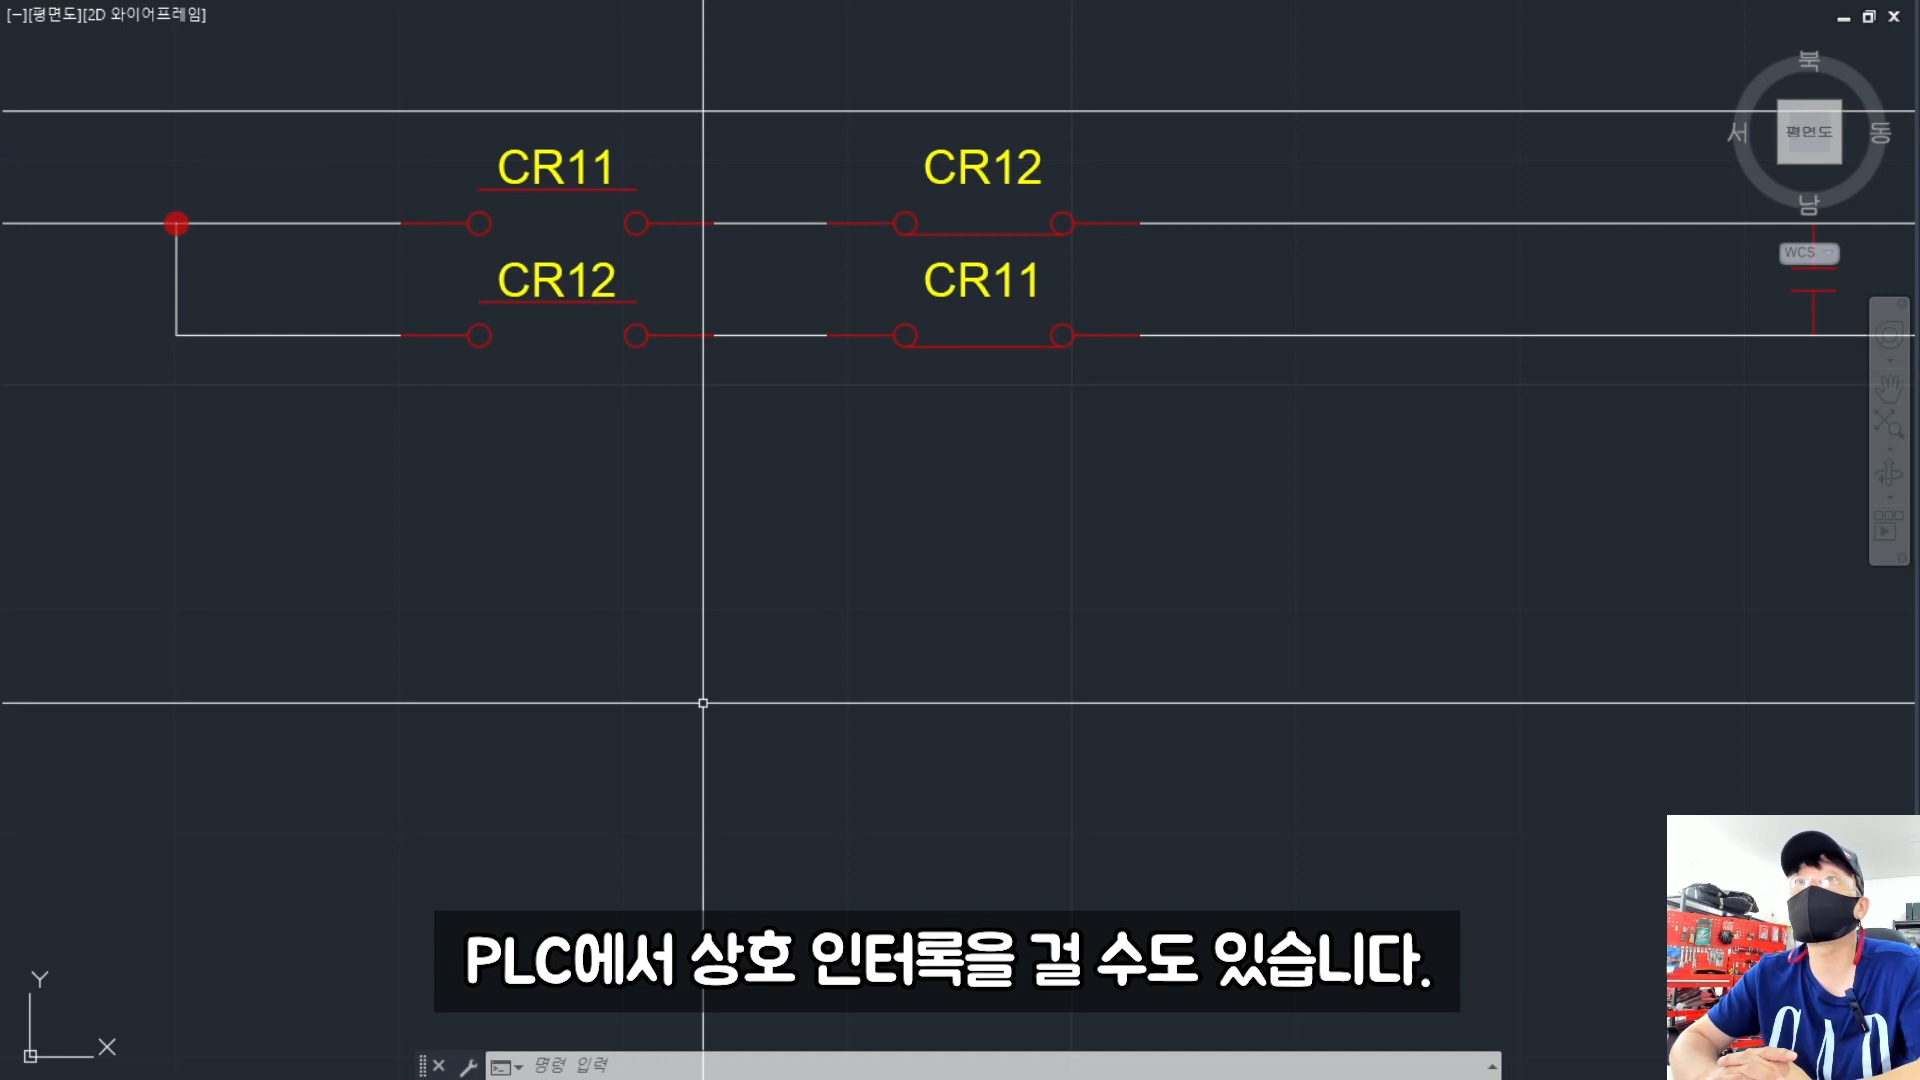 [−][평면도][2D 와이어프레임]
북
서
평면도
동
남
WCS
CR11
CR12
CR12
CR11
PLC에서 상호 인터록을 걸 수도 있습니다.
Y
X
명령 입력